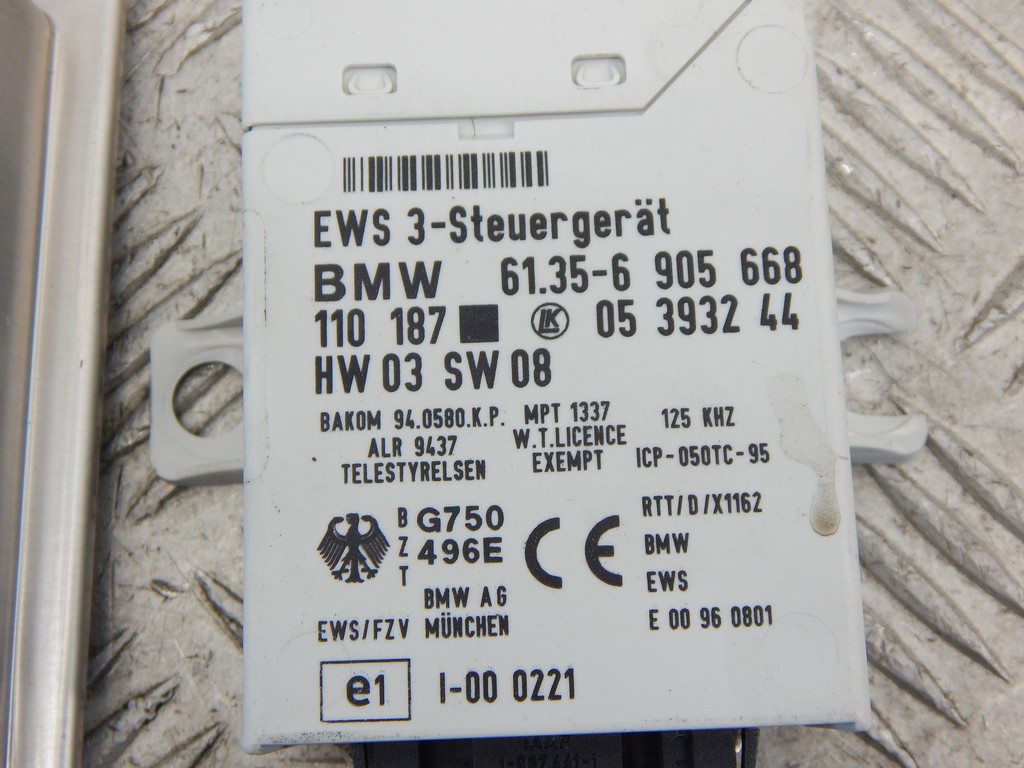 EWS 3-Steuergerät
BMW 61.35-6 905 668
110 187 LK 05 3932 44
HW 03 SW 08
BAKOM 94.0580.K.P. MPT 1337 125 KHZ
ALR 9437 W.T.LICENCE
TELESTYRELSEN EXEMPT ICP-050TC-95
BZT G750 496E CE RTT/D/X1162
BMW
EWS
BMW AG
EWS/FZV MÜNCHEN E 00 96 0801
e1 I-00 0221